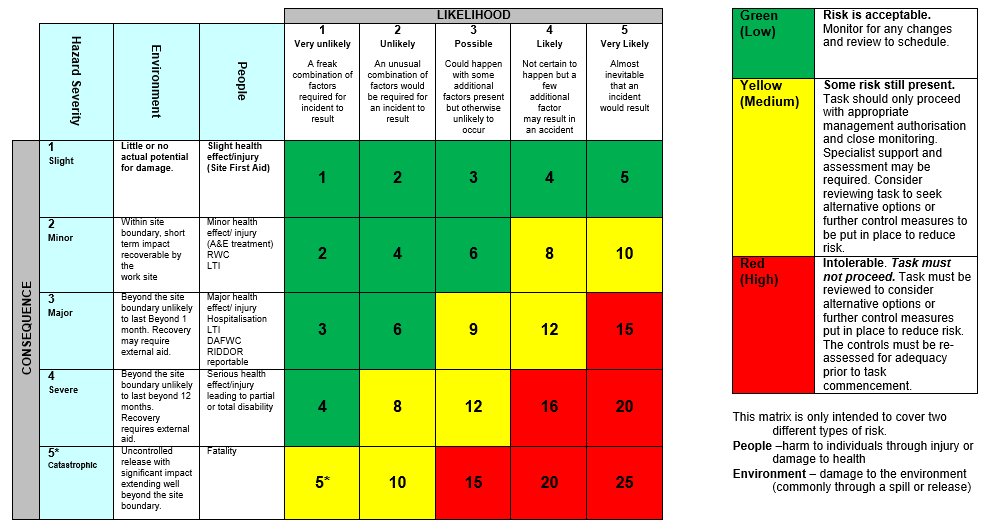 LIKELIHOOD
Hazard Severity
Environment
People
1
Very unlikely
A freak
combination of
factors
required for
incident to
result
2
Unlikely
An unusual
combination of
factors would
be required for
an incident to
result
3
Possible
Could happen
with some
additional
factors present
but otherwise
unlikely to
occur
4
Likely
Not certain to
happen but a
few
additional
factor
may result in
an accident
5
Very Likely
Almost
inevitable
that an
incident
would result
CONSEQUENCE
1
Slight
Little or no
actual potential
for damage.
Slight health
effect/injury
(Site First Aid)
1
2
3
4
5
2
Minor
Within site
boundary, short
term impact
recoverable by
the
work site
Minor health
effect/ injury
(A&E treatment)
RWC
LTI
2
4
6
8
10
3
Major
Beyond the site
boundary unlikely
to last Beyond 1
month. Recovery
may require
external aid.
Major health
effect/ injury
Hospitalisation
LTI
DAFWC
RIDDOR
reportable
3
6
9
12
15
4
Severe
Beyond the site
boundary unlikely
to last beyond 12
months.
Recovery
requires external
aid.
Serious health
effect/injury
leading to partial
or total disability
4
8
12
16
20
5*
Catastrophic
Uncontrolled
release with
significant impact
extending well
beyond the site
boundary.
Fatality
5*
10
15
20
25
Green
(Low)
Risk is acceptable.
Monitor for any changes
and review to schedule.
Yellow
(Medium)
Some risk still present.
Task should only proceed
with appropriate
management authorisation
and close monitoring.
Specialist support and
assessment may be
required. Consider
reviewing task to seek
alternative options or
further control measures to
be put in place to reduce
risk.
Red
(High)
Intolerable. Task must
not proceed. Task must be
reviewed to consider
alternative options or
further control measures
put in place to reduce risk.
The controls must be re-
assessed for adequacy
prior to task
commencement.
This matrix is only intended to cover two
different types of risk.
People –harm to individuals through injury or
damage to health
Environment – damage to the environment
(commonly through a spill or release)